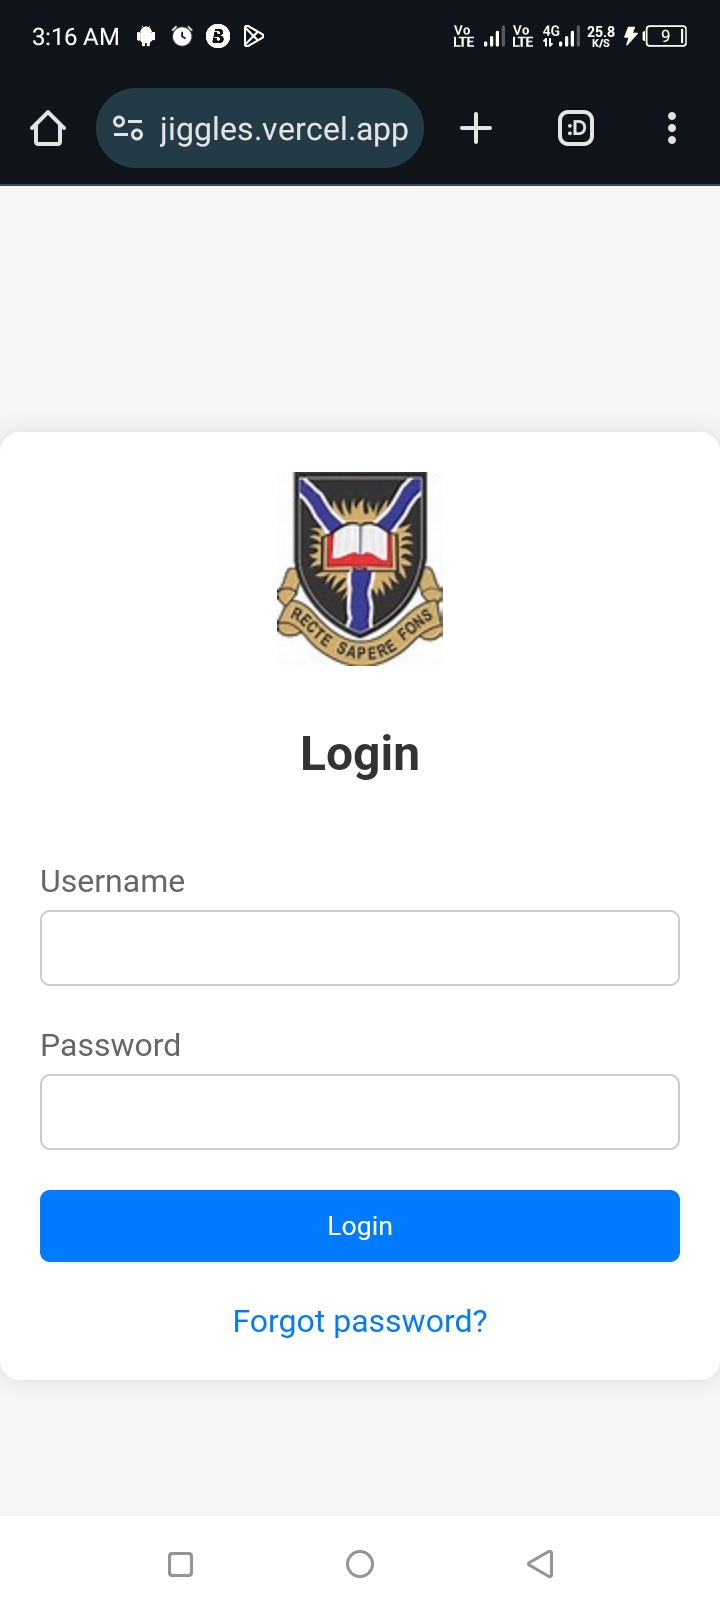 3:16 AM
Vo LTE Vo LTE 4G 25.8 K/S 9
jiggles.vercel.app
:D
RECTE SAPERE FONS
Login
Username
Password
Login
Forgot password?